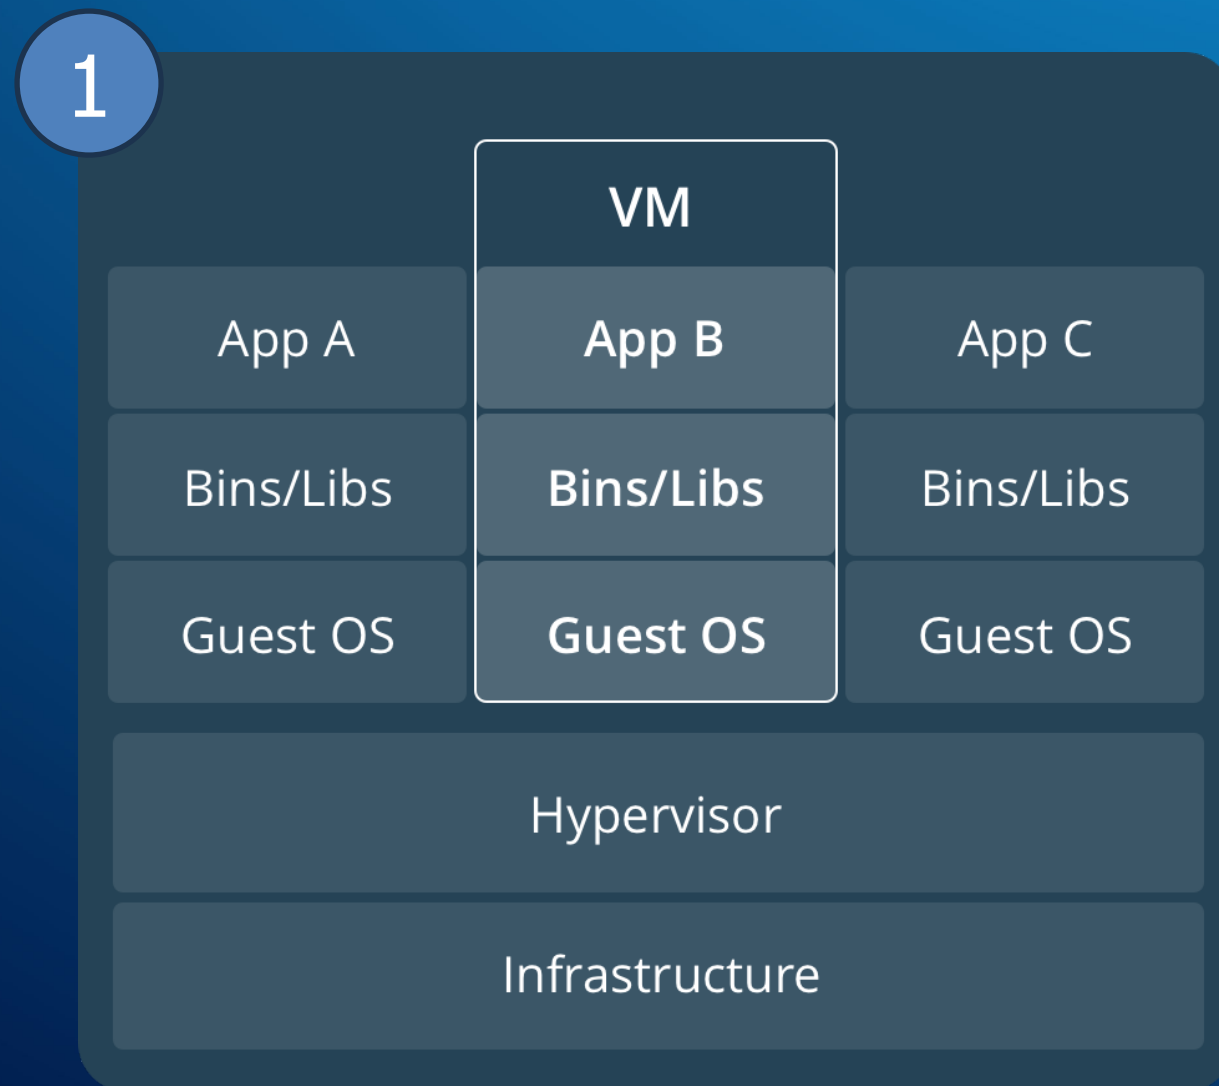 1
VM
App A App B App C
Bins/Libs Bins/Libs Bins/Libs
Guest OS Guest OS Guest OS
Hypervisor
Infrastructure